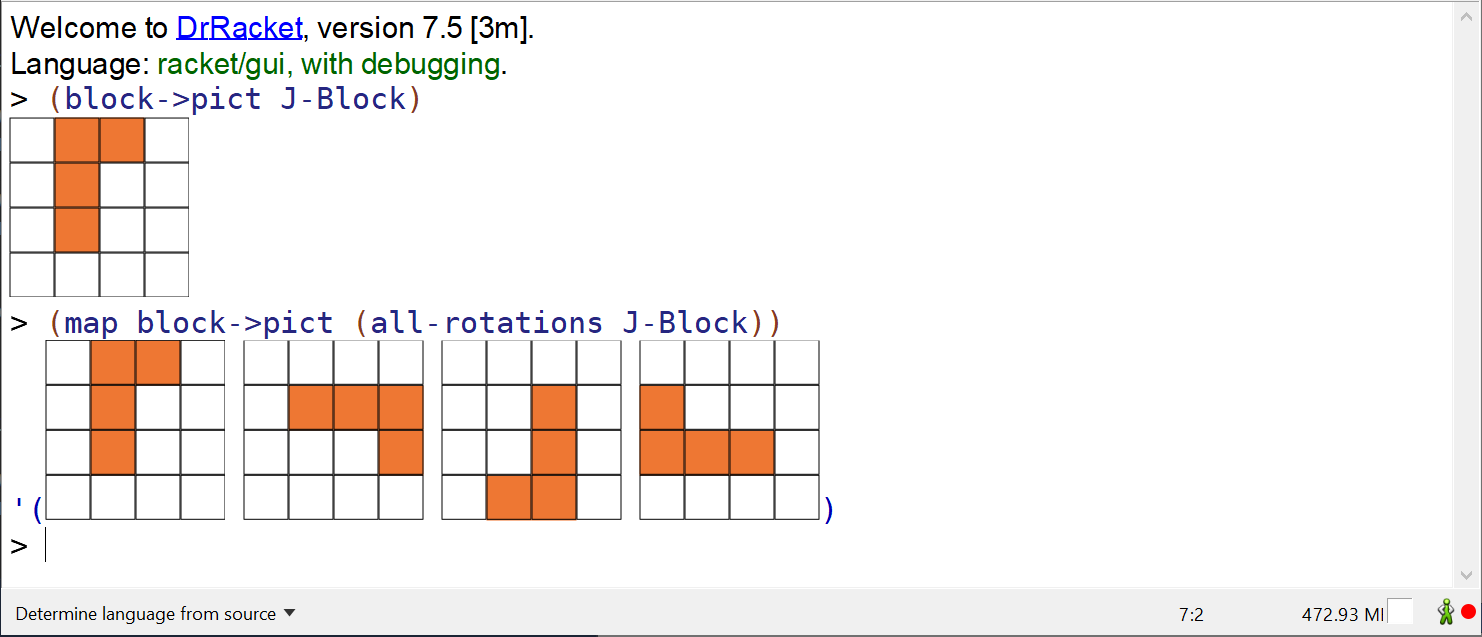 Welcome to DrRacket, version 7.5 [3m].
Language: racket/gui, with debugging.
> (block->pict J-Block)
> (map block->pict (all-rotations J-Block))
'( )
>
Determine language from source 7:2 472.93 MI